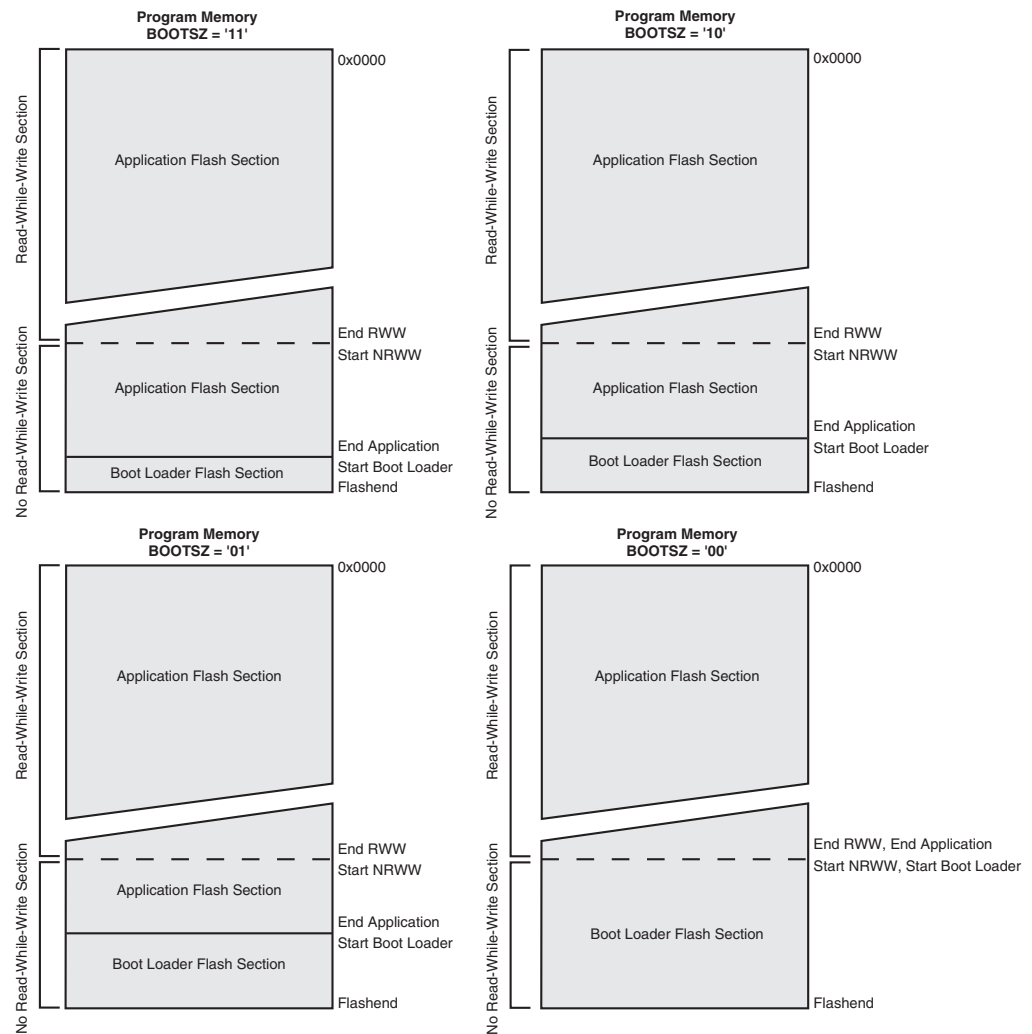 Program Memory
BOOTSZ = '11'
0x0000
Read-While-Write Section
Application Flash Section
End RWW
Start NRWW
No Read-While-Write Section
Application Flash Section
End Application
Start Boot Loader
Boot Loader Flash Section
Flashend
Program Memory
BOOTSZ = '10'
0x0000
Read-While-Write Section
Application Flash Section
End RWW
Start NRWW
No Read-While-Write Section
Application Flash Section
End Application
Start Boot Loader
Boot Loader Flash Section
Flashend
Program Memory
BOOTSZ = '01'
0x0000
Read-While-Write Section
Application Flash Section
End RWW
Start NRWW
No Read-While-Write Section
Application Flash Section
End Application
Start Boot Loader
Boot Loader Flash Section
Flashend
Program Memory
BOOTSZ = '00'
0x0000
Read-While-Write Section
Application Flash Section
End RWW, End Application
Start NRWW, Start Boot Loader
No Read-While-Write Section
Boot Loader Flash Section
Flashend